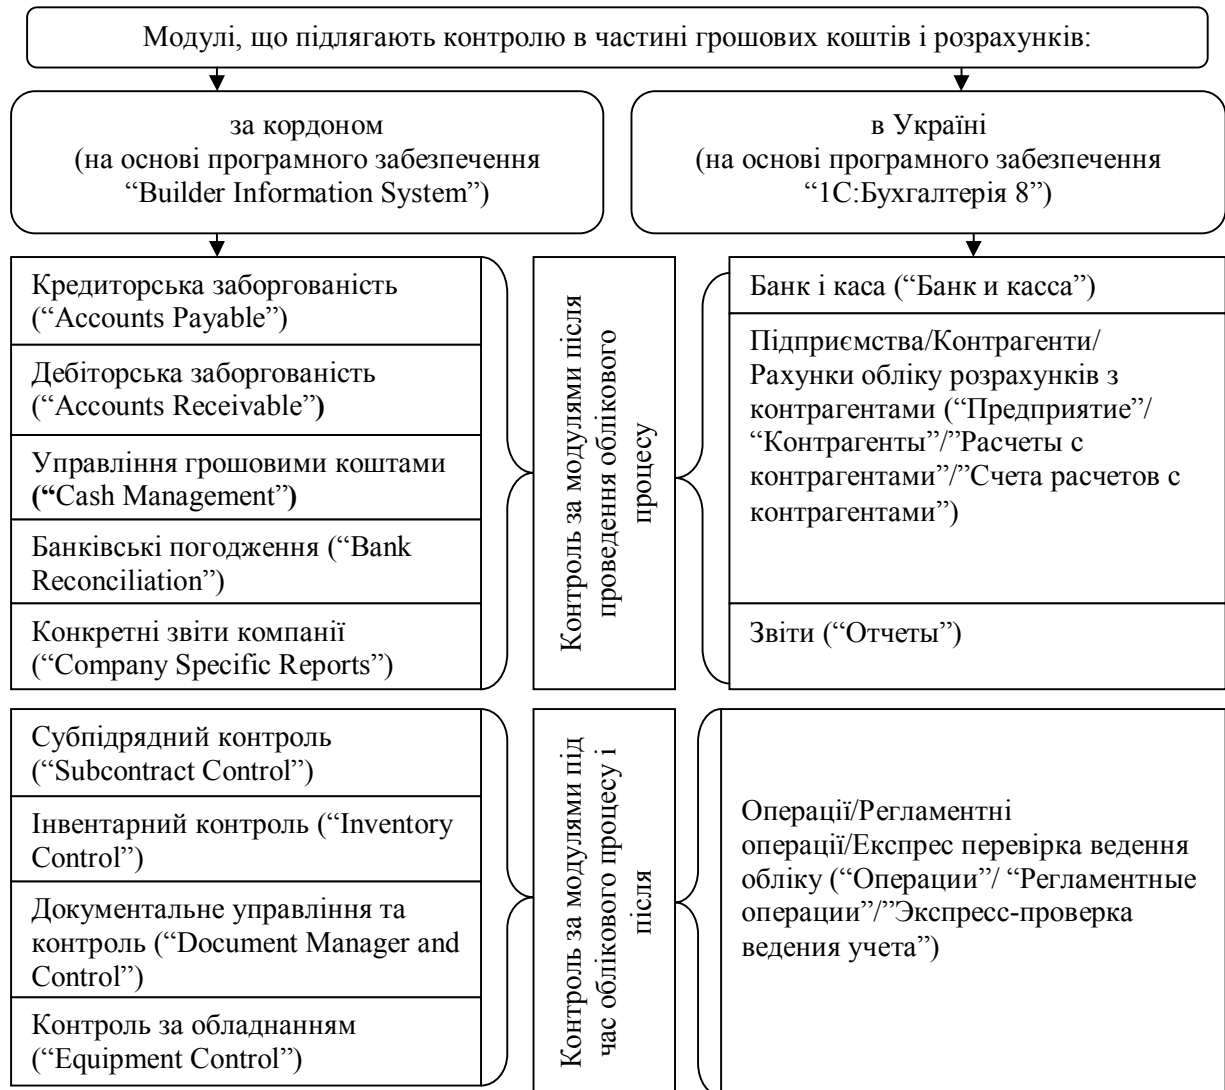 Модулі, що підлягають контролю в частині грошових коштів і розрахунків:
за кордоном
(на основі програмного забезпечення
“Builder Information System”)
в Україні
(на основі програмного забезпечення
“1С:Бухгалтерія 8”)
Кредиторська заборгованість
(“Accounts Payable”)
Дебіторська заборгованість
(“Accounts Receivable”)
Управління грошовими коштами
(“Cash Management”)
Банківські погодження (“Bank
Reconciliation”)
Конкретні звіти компанії
(“Company Specific Reports”)
Контроль за модулями після
проведення облікового
процесу
Банк і каса (“Банк и касса”)
Підприємства/Контрагенти/
Рахунки обліку розрахунків з
контрагентами (“Предприятие”/
“Контрагенты”/”Расчеты с
контрагентами”/”Счета расчетов с
контрагентами”)
Звіти (“Отчеты”)
Субпідрядний контроль
(“Subcontract Control”)
Інвентарний контроль (“Inventory
Control”)
Документальне управління та
контроль (“Document Manager and
Control”)
Контроль за обладнанням
(“Equipment Control”)
Контроль за модулями під
час облікового процесу і
після
Операції/Регламентні
операції/Експрес перевірка ведення
обліку (“Операции”/ “Регламентные
операции”/”Экспресс-проверка
ведения учета”)